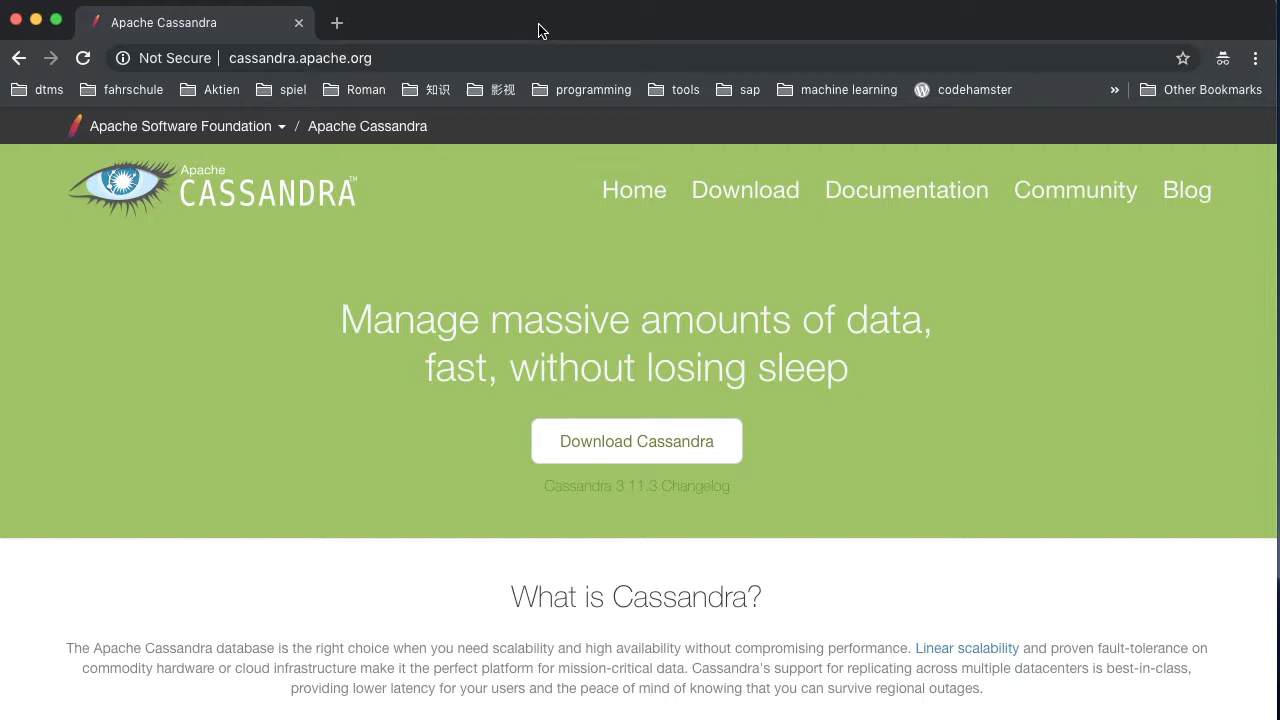 Apache Cassandra
Not Secure | cassandra.apache.org
dtms fahrschule Aktien spiel Roman 知识 影视 programming tools sap machine learning codehamster » Other Bookmarks
Apache Software Foundation / Apache Cassandra
Apache
CASSANDRA™
Home Download Documentation Community Blog
Manage massive amounts of data,
fast, without losing sleep
Download Cassandra
Cassandra 3.11.3 Changelog
What is Cassandra?
The Apache Cassandra database is the right choice when you need scalability and high availability without compromising performance. Linear scalability and proven fault-tolerance on
commodity hardware or cloud infrastructure make it the perfect platform for mission-critical data. Cassandra's support for replicating across multiple datacenters is best-in-class,
providing lower latency for your users and the peace of mind of knowing that you can survive regional outages.